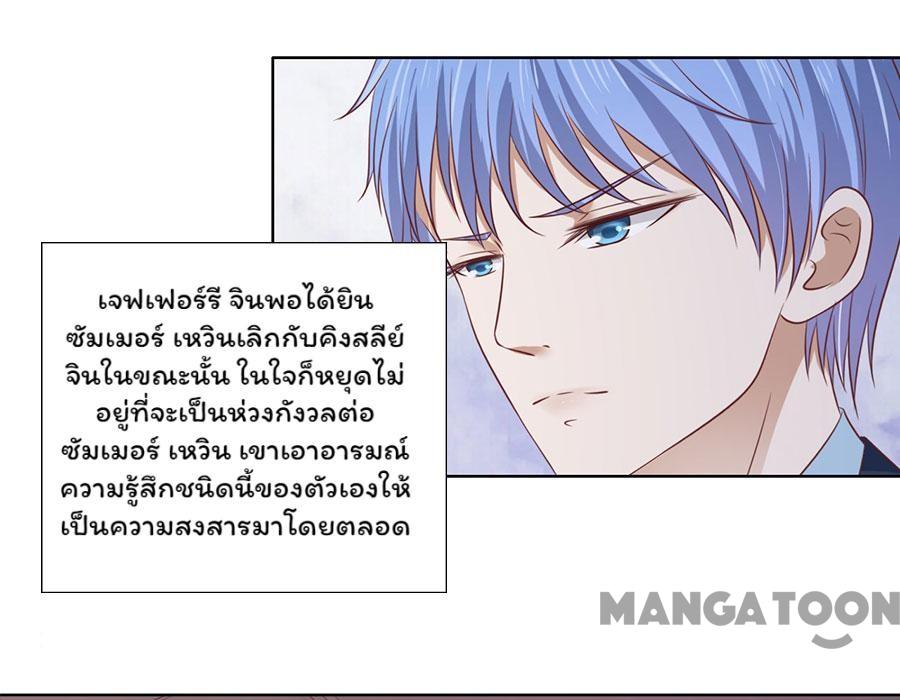 เจฟเฟอร์รี จินพอได้ยิน
ซัมเมอร์ เหวินเลิกกับคิงสลีย์
จินในขณะนั้น ในใจก็หยุดไม่
อยู่ที่จะเป็นห่วงกังวลต่อ
ซัมเมอร์ เหวิน เขาเอาอารมณ์
ความรู้สึกชนิดนี้ของตัวเองให้
เป็นความสงสารมาโดยตลอด
MANGATOON